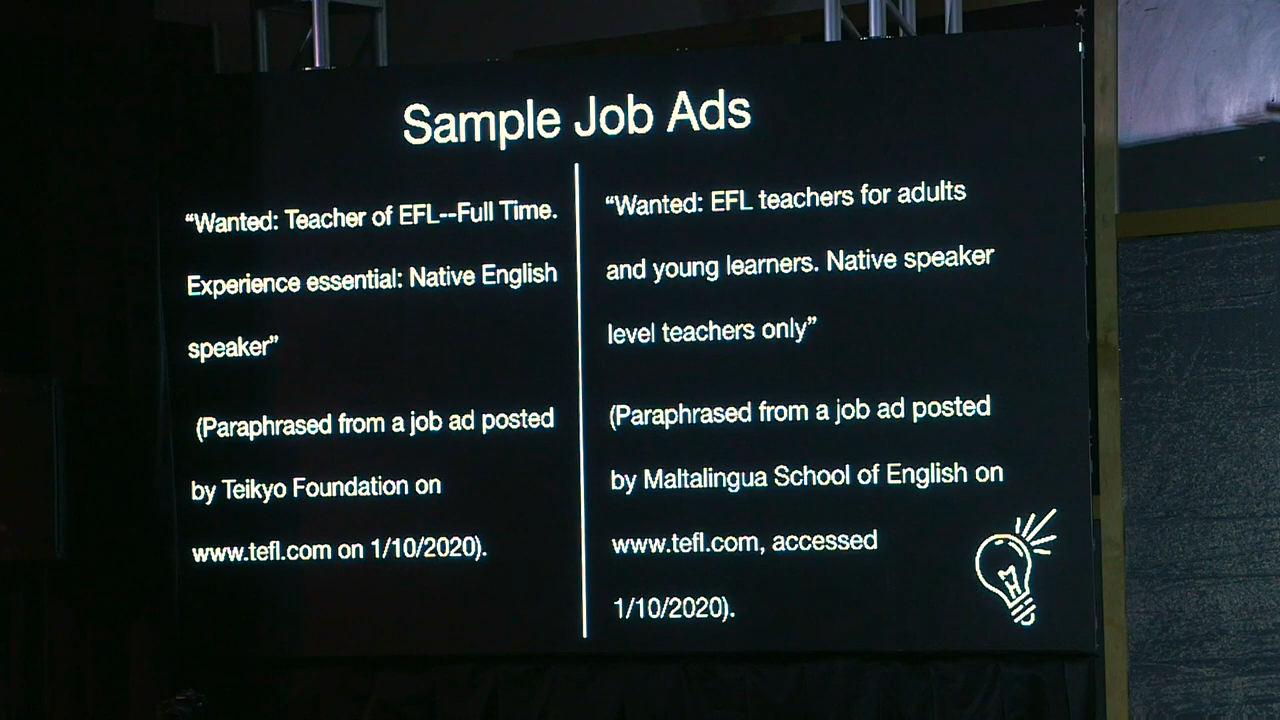 Sample Job Ads
“Wanted: Teacher of EFL--Full Time.
Experience essential: Native English
speaker”
(Paraphrased from a job ad posted
by Teikyo Foundation on
www.tefl.com on 1/10/2020).
“Wanted: EFL teachers for adults
and young learners. Native speaker
level teachers only”
(Paraphrased from a job ad posted
by Maltalingua School of English on
www.tefl.com, accessed
1/10/2020).